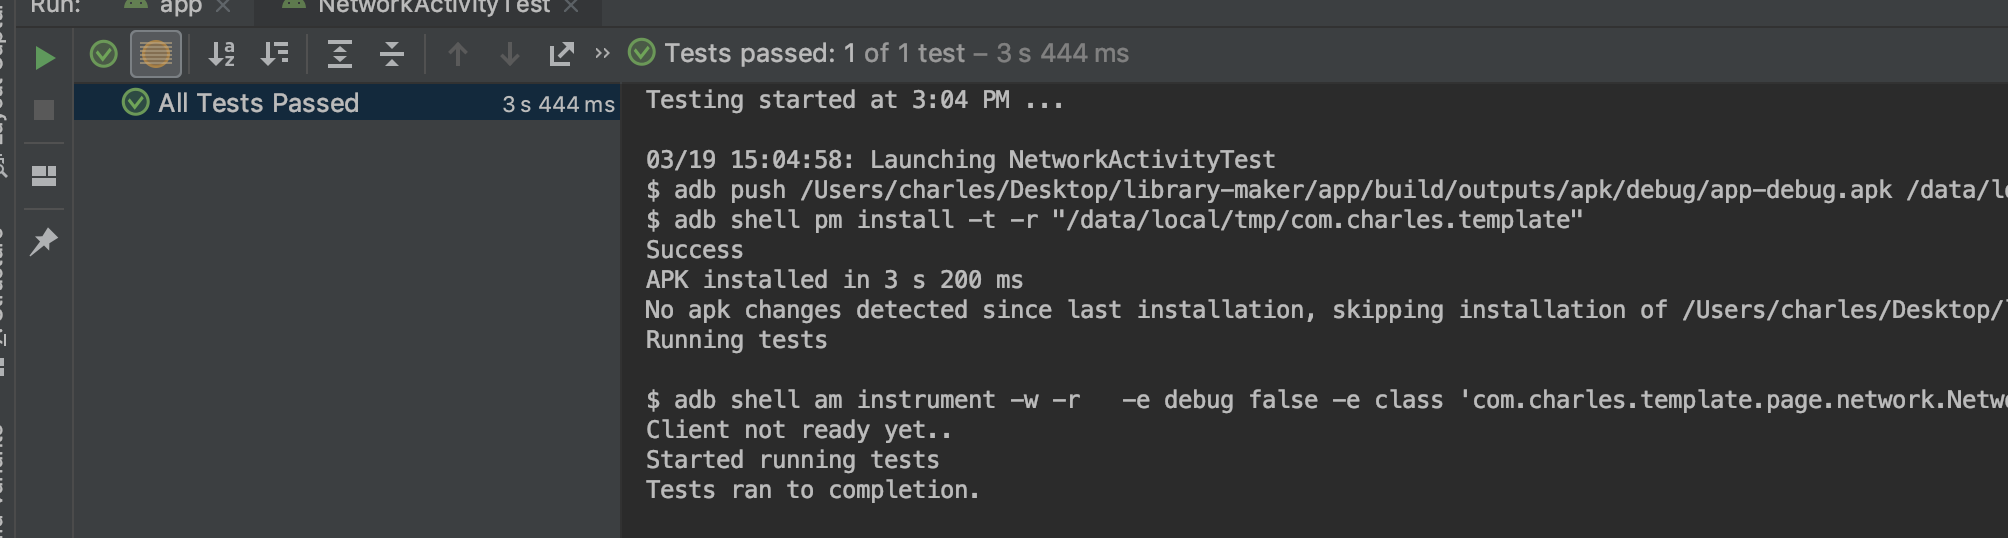 Run: app NetworkActivityTest
Tests passed: 1 of 1 test – 3 s 444 ms
All Tests Passed 3 s 444 ms
Testing started at 3:04 PM ...
03/19 15:04:58: Launching NetworkActivityTest
$ adb push /Users/charles/Desktop/library-maker/app/build/outputs/apk/debug/app-debug.apk /data/lo
$ adb shell pm install -t -r "/data/local/tmp/com.charles.template"
Success
APK installed in 3 s 200 ms
No apk changes detected since last installation, skipping installation of /Users/charles/Desktop/l
Running tests
$ adb shell am instrument -w -r   -e debug false -e class 'com.charles.template.page.network.Netw
Client not ready yet..
Started running tests
Tests ran to completion.